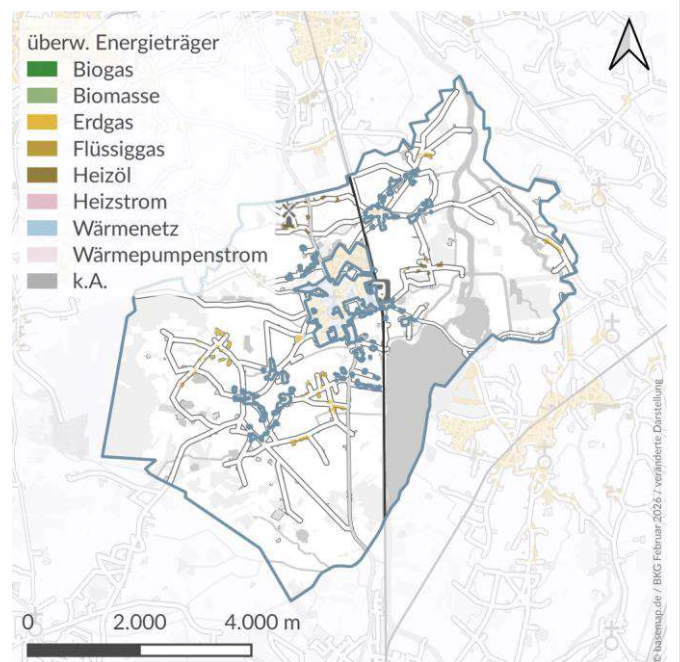 überw. Energieträger
Biogas
Biomasse
Erdgas
Flüssiggas
Heizöl
Heizstrom
Wärmenetz
Wärmepumpenstrom
k.A.
0 2.000 4.000 m
© basemap.de / BKG Februar 2026 / veränderte Darstellung